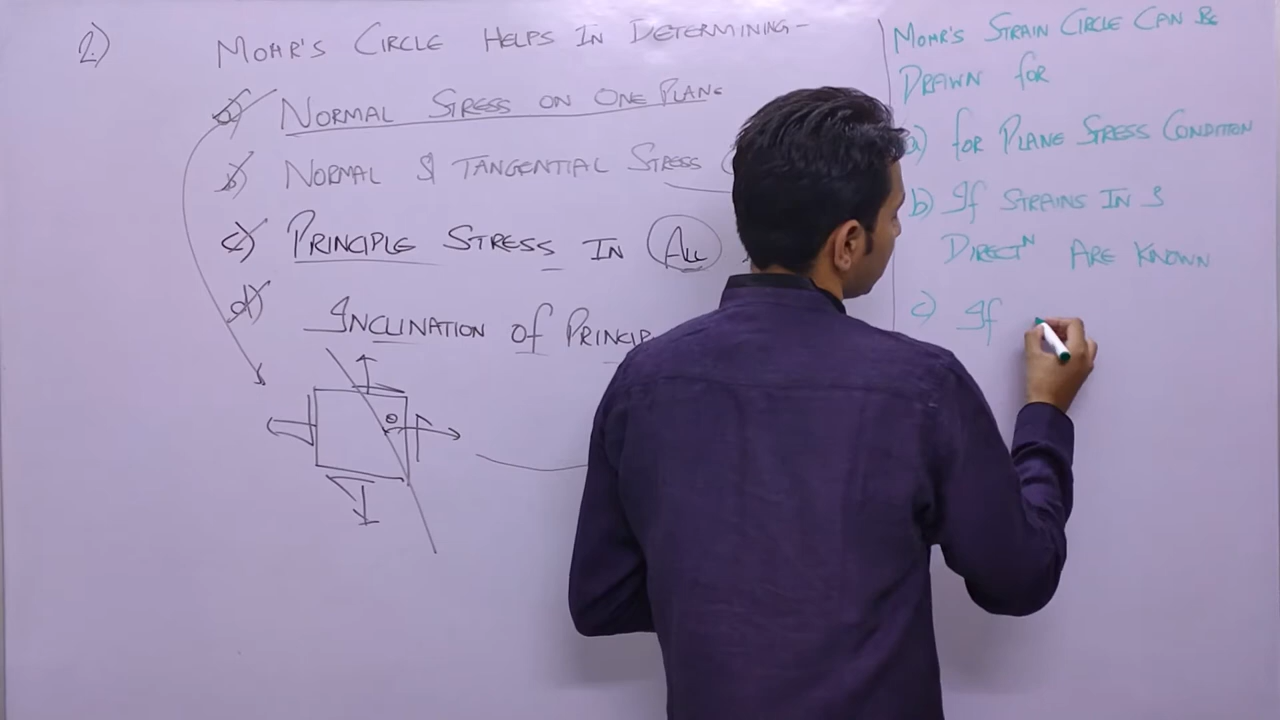 2.)
MOHR'S CIRCLE HELPS IN DETERMINING-
a) NORMAL STRESS ON ONE PLANE
b) NORMAL & TANGENTIAL STRESS
c) PRINCIPLE STRESS IN ALL
d) INCLINATION OF PRINCIP
θ
MOHR'S STRAIN CIRCLE CAN BE
DRAWN FOR
a) FOR PLANE STRESS CONDITION
b) If STRAINS IN 3
DIRECTᴺ ARE KNOWN
c) If